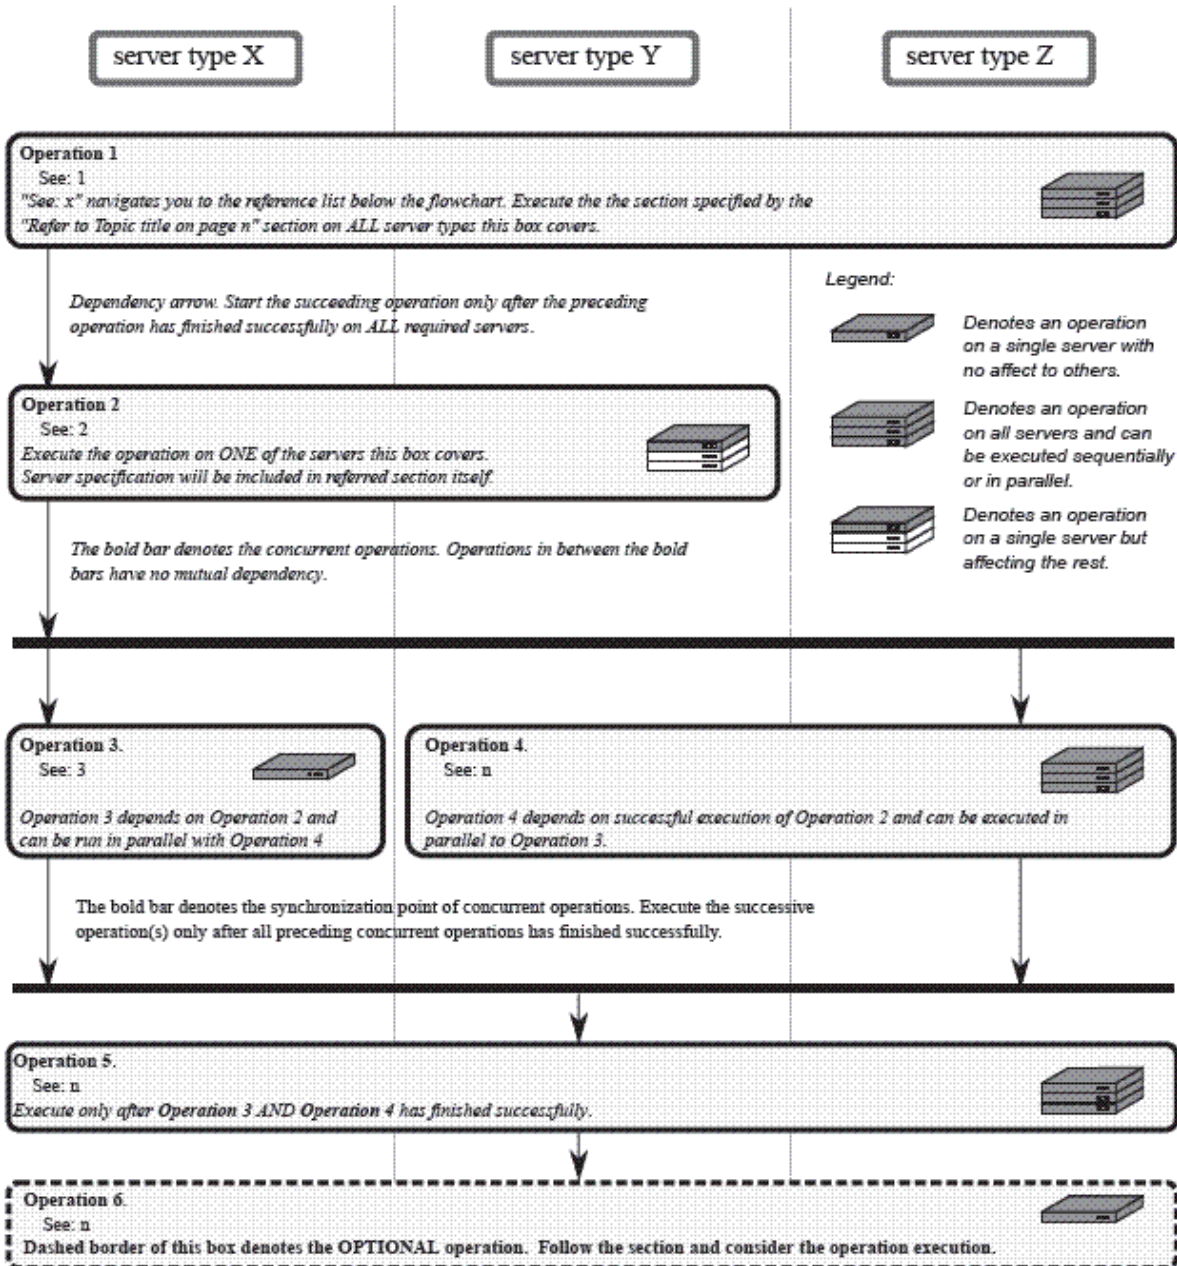 server type X
server type Y
server type Z
Operation 1
See: 1
"See: x" navigates you to the reference list below the flowchart. Execute the the section specified by the
"Refer to Topic title on page n" section on ALL server types this box covers.
Dependency arrow. Start the succeeding operation only after the preceding
operation has finished successfully on ALL required servers.
Legend:
Denotes an operation
on a single server with
no affect to others.
Denotes an operation
on all servers and can
be executed sequentially
or in parallel.
Denotes an operation
on a single server but
affecting the rest.
Operation 2
See: 2
Execute the operation on ONE of the servers this box covers.
Server specification will be included in referred section itself.
The bold bar denotes the concurrent operations. Operations in between the bold
bars have no mutual dependency.
Operation 3.
See: 3
Operation 3 depends on Operation 2 and
can be run in parallel with Operation 4
Operation 4.
See: n
Operation 4 depends on successful execution of Operation 2 and can be executed in
parallel to Operation 3.
The bold bar denotes the synchronization point of concurrent operations. Execute the successive
operation(s) only after all preceding concurrent operations has finished successfully.
Operation 5.
See: n
Execute only after Operation 3 AND Operation 4 has finished successfully.
Operation 6.
See: n
Dashed border of this box denotes the OPTIONAL operation. Follow the section and consider the operation execution.